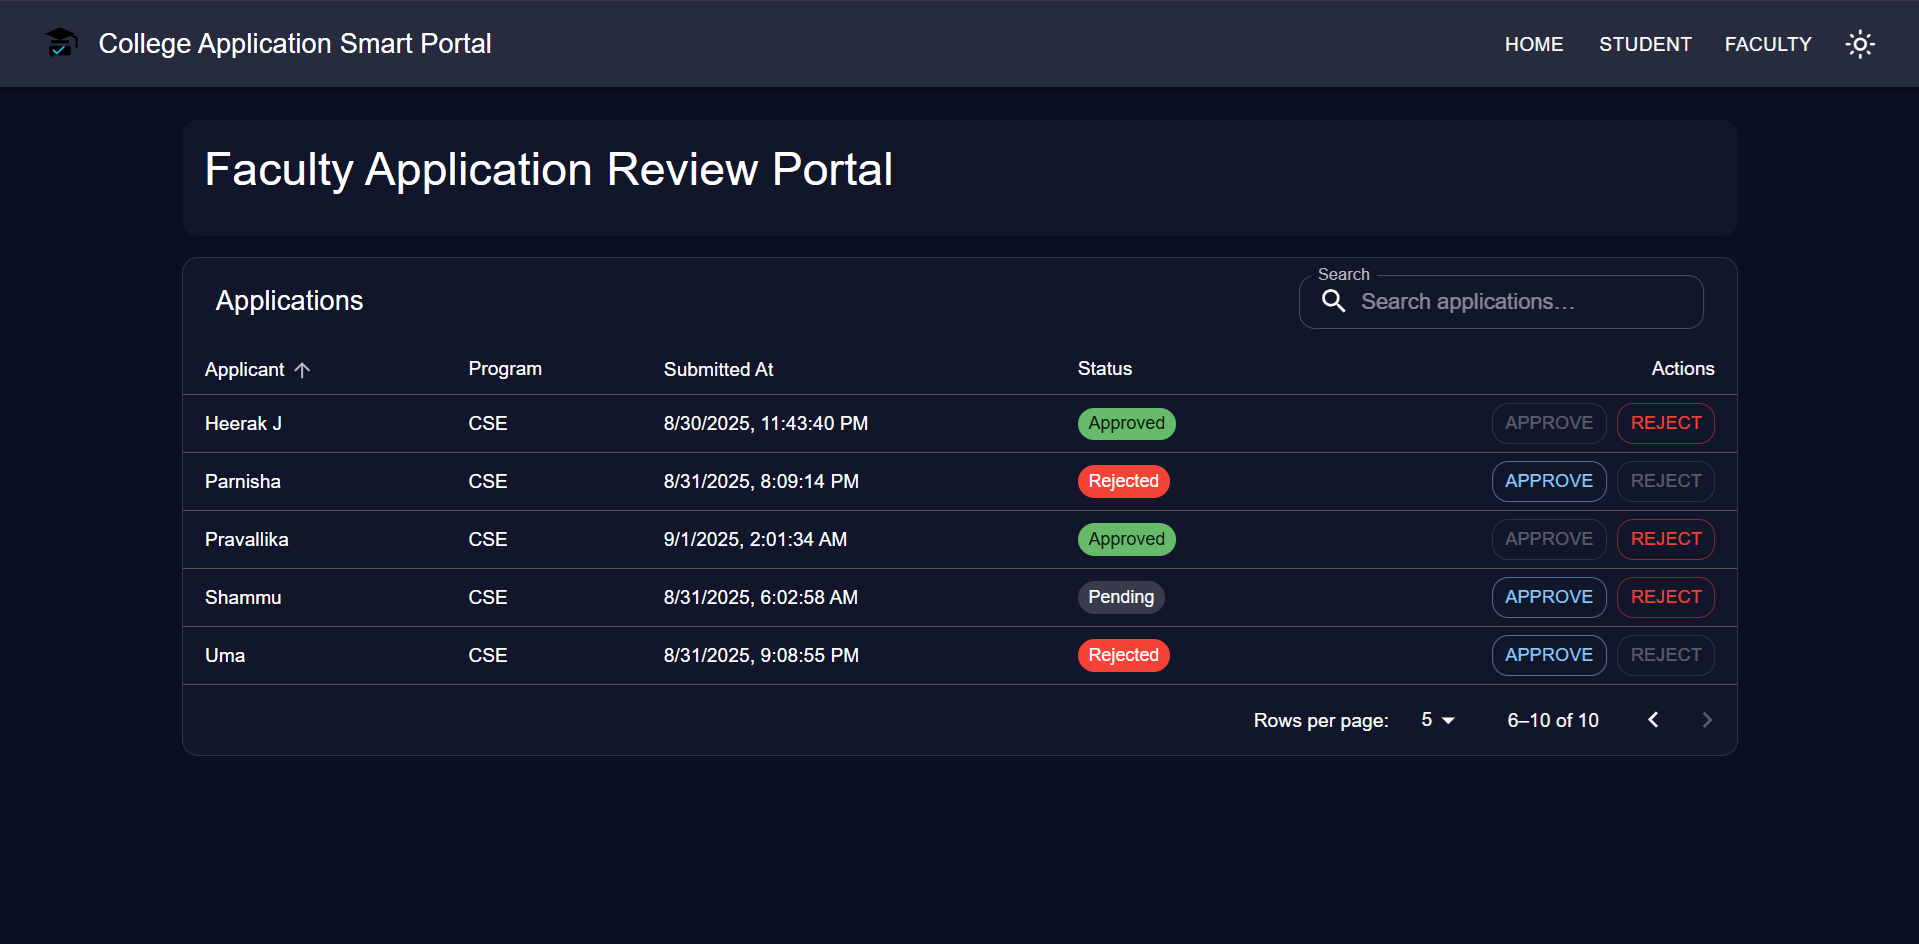 College Application Smart Portal
HOME STUDENT FACULTY
Faculty Application Review Portal
Applications
Search
Search applications…
Applicant Program Submitted At Status Actions
Heerak J CSE 8/30/2025, 11:43:40 PM Approved APPROVE REJECT
Parnisha CSE 8/31/2025, 8:09:14 PM Rejected APPROVE REJECT
Pravallika CSE 9/1/2025, 2:01:34 AM Approved APPROVE REJECT
Shammu CSE 8/31/2025, 6:02:58 AM Pending APPROVE REJECT
Uma CSE 8/31/2025, 9:08:55 PM Rejected APPROVE REJECT
Rows per page: 5 6–10 of 10